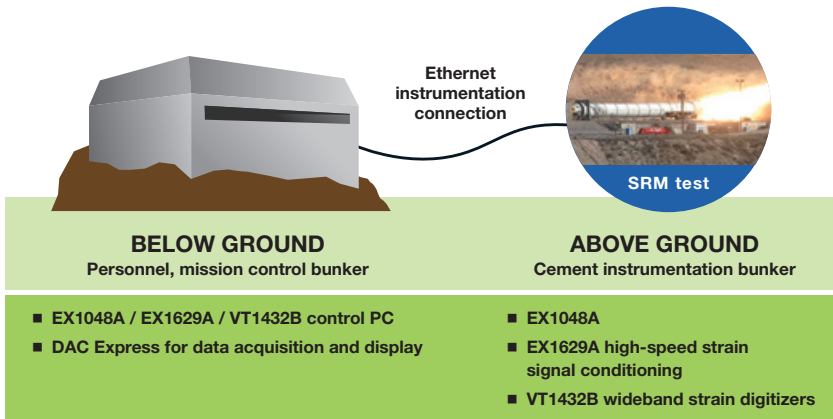 Ethernet
instrumentation
connection
SRM test
BELOW GROUND
Personnel, mission control bunker
■ EX1048A / EX1629A / VT1432B control PC
■ DAC Express for data acquisition and display
ABOVE GROUND
Cement instrumentation bunker
■ EX1048A
■ EX1629A high-speed strain
signal conditioning
■ VT1432B wideband strain digitizers